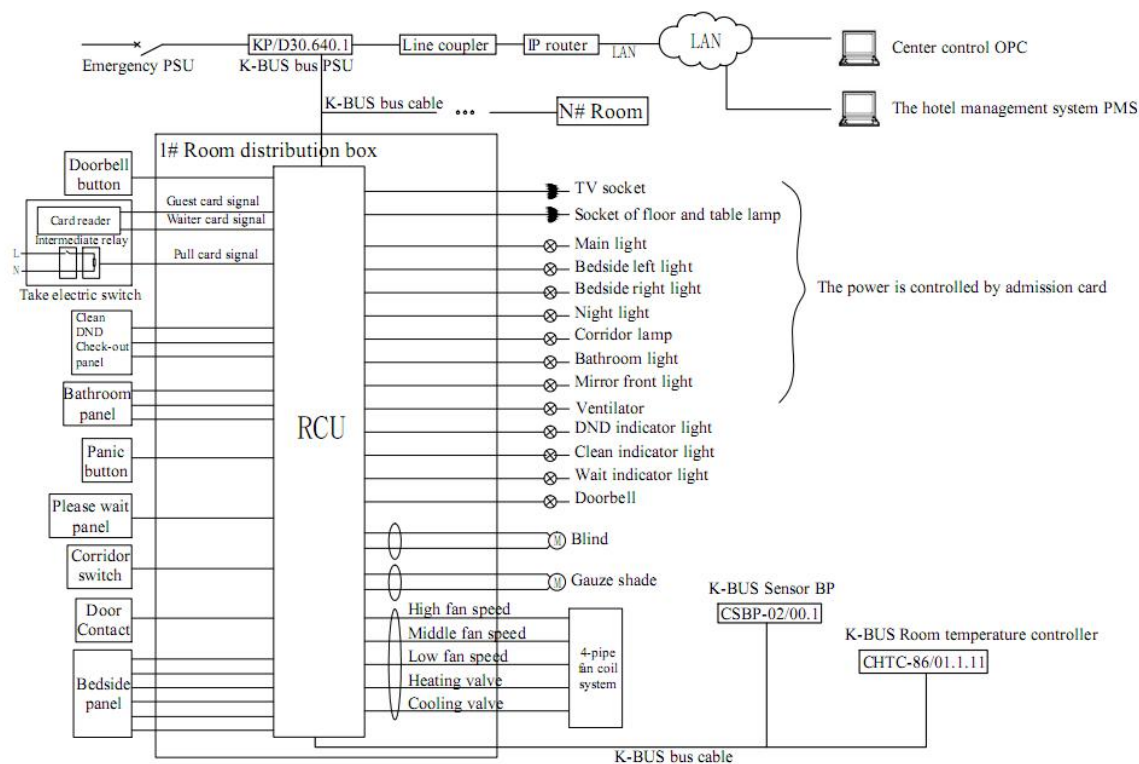 KP/D30.640.1
Line coupler
IP router
LAN
LAN
Center control OPC
Emergency PSU
K-BUS bus PSU
The hotel management system PMS
K-BUS bus cable
...
N# Room
1# Room distribution box
Doorbell
button
Guest card signal
Card reader
Waiter card signal
Intermediate relay
L
N
Pull card signal
Take electric switch
Clean
DND
Check-out
panel
Bathroom
panel
Panic
button
Please wait
panel
Corridor
switch
Door
Contact
Bedside
panel
RCU
TV socket
Socket of floor and table lamp
Main light
Bedside left light
Bedside right light
Night light
Corridor lamp
Bathroom light
Mirror front light
Ventilator
DND indicator light
Clean indicator light
Wait indicator light
Doorbell
The power is controlled by admission card
M Blind
M Gauze shade
High fan speed
Middle fan speed
Low fan speed
Heating valve
Cooling valve
4-pipe
fan coil
system
K-BUS Sensor BP
CSBP-02/00.1
K-BUS Room temperature controller
CHTC-86/01.1.11
K-BUS bus cable